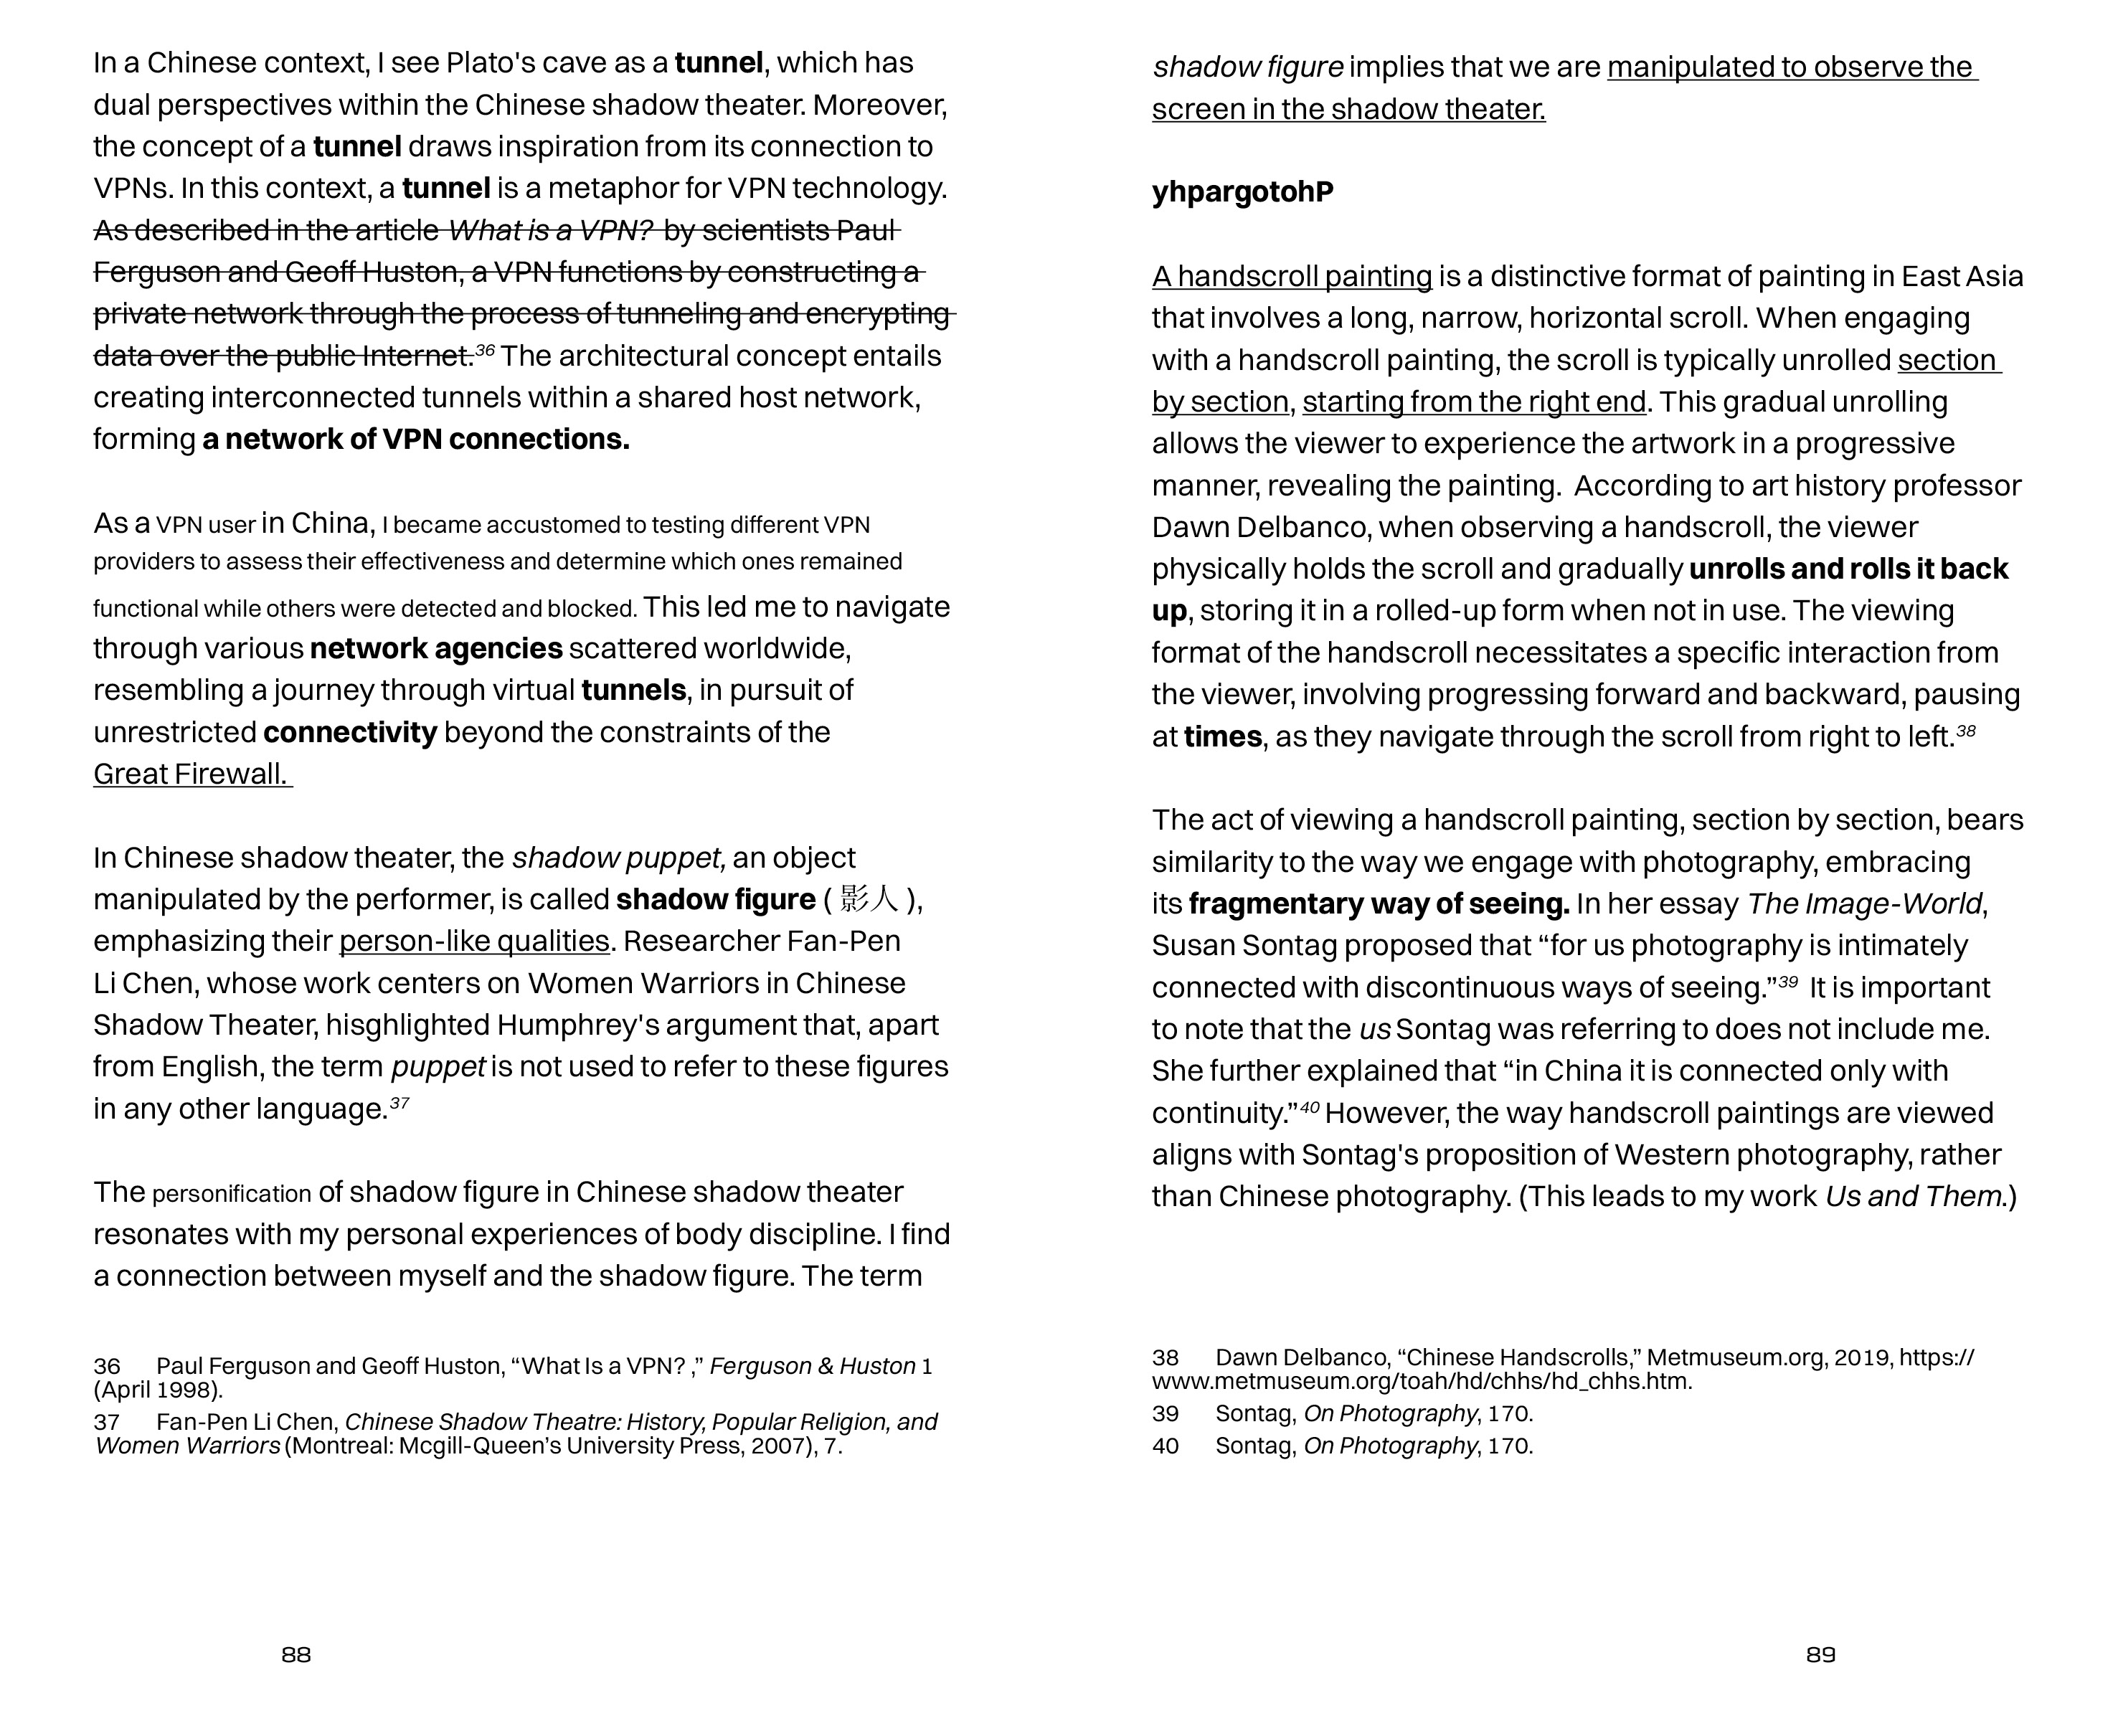 In a Chinese context, I see Plato's cave as a tunnel, which has
dual perspectives within the Chinese shadow theater. Moreover,
the concept of a tunnel draws inspiration from its connection to
VPNs. In this context, a tunnel is a metaphor for VPN technology.
As described in the article What is a VPN? by scientists Paul
Ferguson and Geoff Huston, a VPN functions by constructing a
private network through the process of tunneling and encrypting
data over the public Internet.36 The architectural concept entails
creating interconnected tunnels within a shared host network,
forming a network of VPN connections.
As a VPN user in China, I became accustomed to testing different VPN
providers to assess their effectiveness and determine which ones remained
functional while others were detected and blocked. This led me to navigate
through various network agencies scattered worldwide,
resembling a journey through virtual tunnels, in pursuit of
unrestricted connectivity beyond the constraints of the
Great Firewall.
In Chinese shadow theater, the shadow puppet, an object
manipulated by the performer, is called shadow figure ( 影人 ),
emphasizing their person-like qualities. Researcher Fan-Pen
Li Chen, whose work centers on Women Warriors in Chinese
Shadow Theater, hisghlighted Humphrey's argument that, apart
from English, the term puppet is not used to refer to these figures
in any other language.37
The personification of shadow figure in Chinese shadow theater
resonates with my personal experiences of body discipline. I find
a connection between myself and the shadow figure. The term
36 Paul Ferguson and Geoff Huston, “What Is a VPN? ,” Ferguson & Huston 1
(April 1998).
37 Fan-Pen Li Chen, Chinese Shadow Theatre: History, Popular Religion, and
Women Warriors (Montreal: Mcgill-Queen’s University Press, 2007), 7.
88
shadow figure implies that we are manipulated to observe the
screen in the shadow theater.
yhpargotohP
A handscroll painting is a distinctive format of painting in East Asia
that involves a long, narrow, horizontal scroll. When engaging
with a handscroll painting, the scroll is typically unrolled section
by section, starting from the right end. This gradual unrolling
allows the viewer to experience the artwork in a progressive
manner, revealing the painting. According to art history professor
Dawn Delbanco, when observing a handscroll, the viewer
physically holds the scroll and gradually unrolls and rolls it back
up, storing it in a rolled-up form when not in use. The viewing
format of the handscroll necessitates a specific interaction from
the viewer, involving progressing forward and backward, pausing
at times, as they navigate through the scroll from right to left.38
The act of viewing a handscroll painting, section by section, bears
similarity to the way we engage with photography, embracing
its fragmentary way of seeing. In her essay The Image-World,
Susan Sontag proposed that “for us photography is intimately
connected with discontinuous ways of seeing.”39 It is important
to note that the us Sontag was referring to does not include me.
She further explained that “in China it is connected only with
continuity.”40 However, the way handscroll paintings are viewed
aligns with Sontag's proposition of Western photography, rather
than Chinese photography. (This leads to my work Us and Them.)
38 Dawn Delbanco, “Chinese Handscrolls,” Metmuseum.org, 2019, https://
www.metmuseum.org/toah/hd/chhs/hd_chhs.htm.
39 Sontag, On Photography, 170.
40 Sontag, On Photography, 170.
89